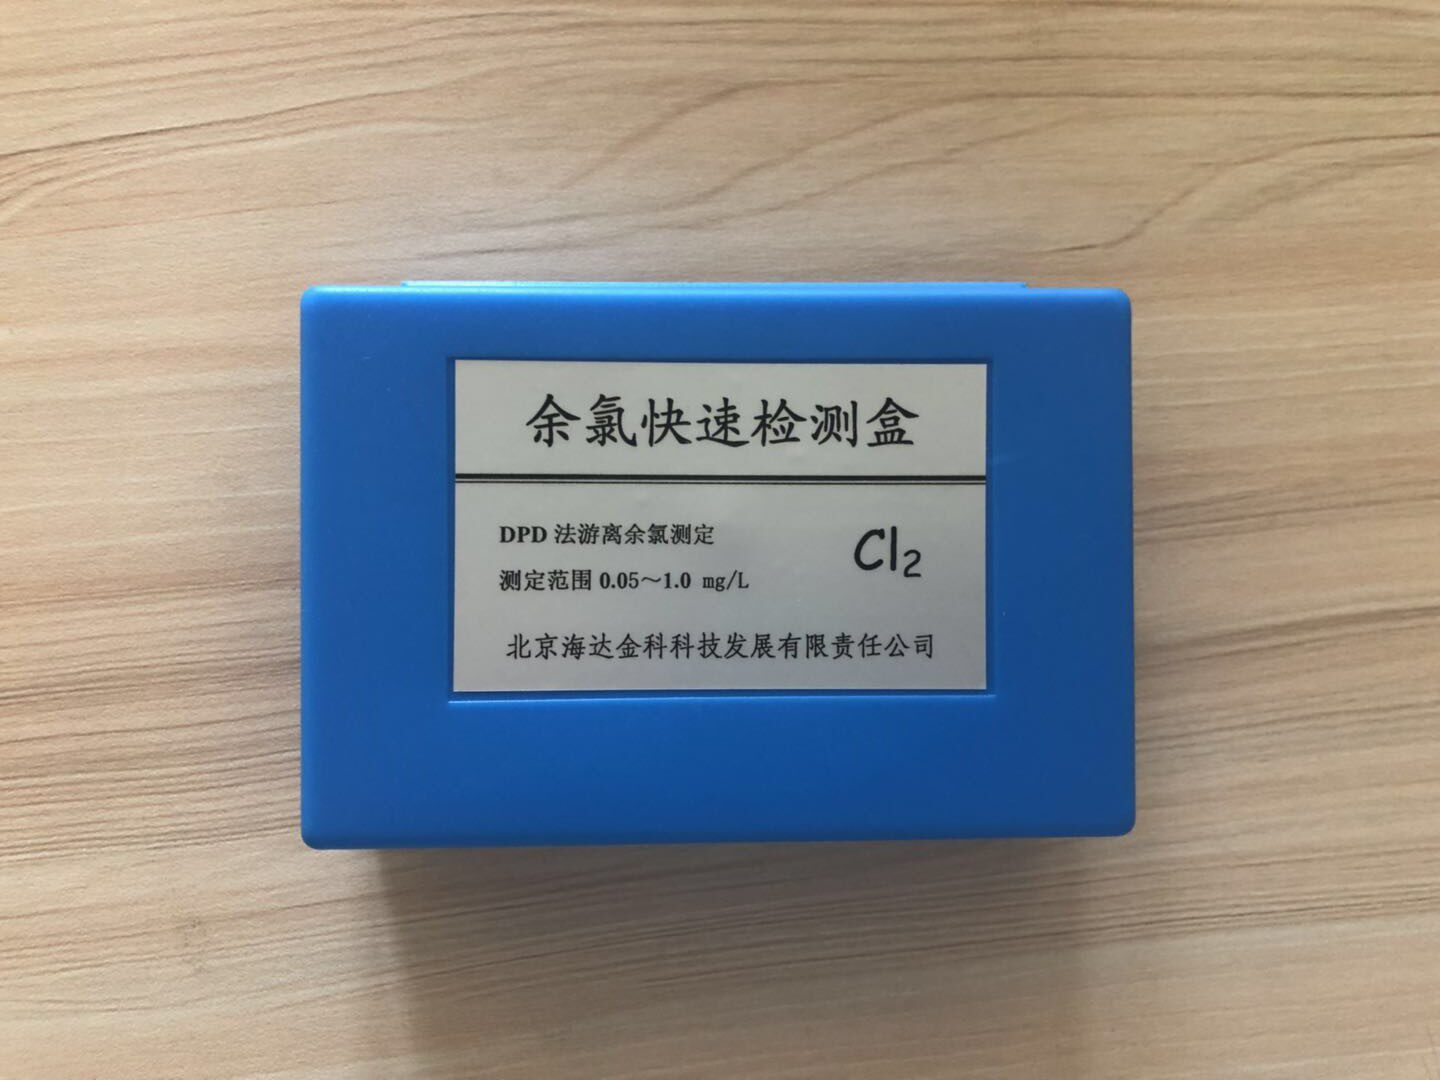 余氯快速检测盒
DPD 法游离余氯测定
Cl₂
测定范围 0.05～1.0 mg/L
北京海达金科科技发展有限责任公司